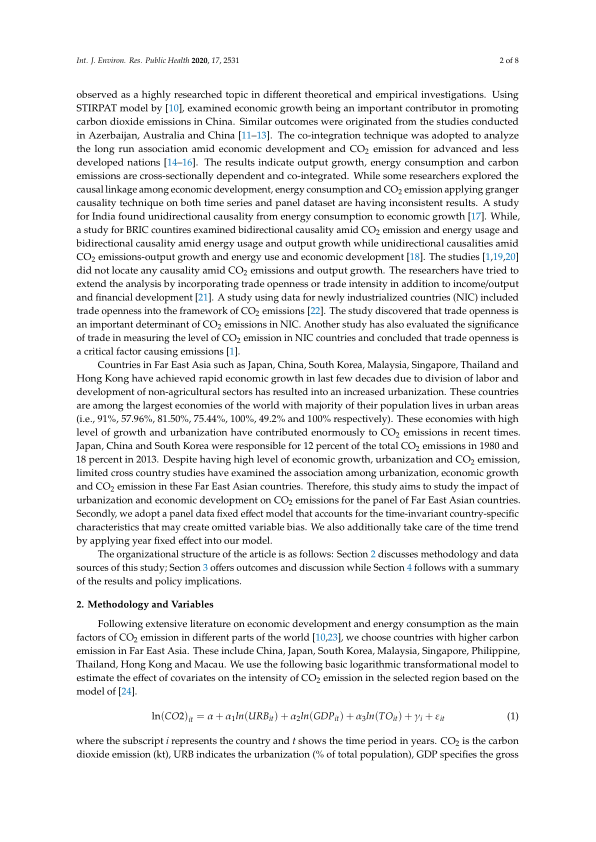 Int. J. Environ. Res. Public Health 2020, 17, 2531
2 of 8
observed as a highly researched topic in different theoretical and empirical investigations. Using
STIRPAT model by [10], examined economic growth being an important contributor in promoting
carbon dioxide emissions in China. Similar outcomes were originated from the studies conducted
in Azerbaijan, Australia and China [11–13]. The co-integration technique was adopted to analyze
the long run association amid economic development and CO2 emission for advanced and less
developed nations [14–16]. The results indicate output growth, energy consumption and carbon
emissions are cross-sectionally dependent and co-integrated. While some researchers explored the
causal linkage among economic development, energy consumption and CO2 emission applying granger
causality technique on both time series and panel dataset are having inconsistent results. A study
for India found unidirectional causality from energy consumption to economic growth [17]. While,
a study for BRIC countires examined bidirectional causality amid CO2 emission and energy usage and
bidirectional causality amid energy usage and output growth while unidirectional causalities amid
CO2 emissions-output growth and energy use and economic development [18]. The studies [1,19,20]
did not locate any causality amid CO2 emissions and output growth. The researchers have tried to
extend the analysis by incorporating trade openness or trade intensity in addition to income/output
and financial development [21]. A study using data for newly industrialized countries (NIC) included
trade openness into the framework of CO2 emissions [22]. The study discovered that trade openness is
an important determinant of CO2 emissions in NIC. Another study has also evaluated the significance
of trade in measuring the level of CO2 emission in NIC countries and concluded that trade openness is
a critical factor causing emissions [1].
Countries in Far East Asia such as Japan, China, South Korea, Malaysia, Singapore, Thailand and
Hong Kong have achieved rapid economic growth in last few decades due to division of labor and
development of non-agricultural sectors has resulted into an increased urbanization. These countries
are among the largest economies of the world with majority of their population lives in urban areas
(i.e., 91%, 57.96%, 81.50%, 75.44%, 100%, 49.2% and 100% respectively). These economies with high
level of growth and urbanization have contributed enormously to CO2 emissions in recent times.
Japan, China and South Korea were responsible for 12 percent of the total CO2 emissions in 1980 and
18 percent in 2013. Despite having high level of economic growth, urbanization and CO2 emission,
limited cross country studies have examined the association among urbanization, economic growth
and CO2 emission in these Far East Asian countries. Therefore, this study aims to study the impact of
urbanization and economic development on CO2 emissions for the panel of Far East Asian countries.
Secondly, we adopt a panel data fixed effect model that accounts for the time-invariant country-specific
characteristics that may create omitted variable bias. We also additionally take care of the time trend
by applying year fixed effect into our model.
The organizational structure of the article is as follows: Section 2 discusses methodology and data
sources of this study; Section 3 offers outcomes and discussion while Section 4 follows with a summary
of the results and policy implications.
2. Methodology and Variables
Following extensive literature on economic development and energy consumption as the main
factors of CO2 emission in different parts of the world [10,23], we choose countries with higher carbon
emission in Far East Asia. These include China, Japan, South Korea, Malaysia, Singapore, Philippine,
Thailand, Hong Kong and Macau. We use the following basic logarithmic transformational model to
estimate the effect of covariates on the intensity of CO2 emission in the selected region based on the
model of [24].
ln(CO2)it = α + α1ln(URBit) + α2ln(GDPit) + α3ln(TOit) + γi + εit (1)
where the subscript i represents the country and t shows the time period in years. CO2 is the carbon
dioxide emission (kt), URB indicates the urbanization (% of total population), GDP specifies the gross